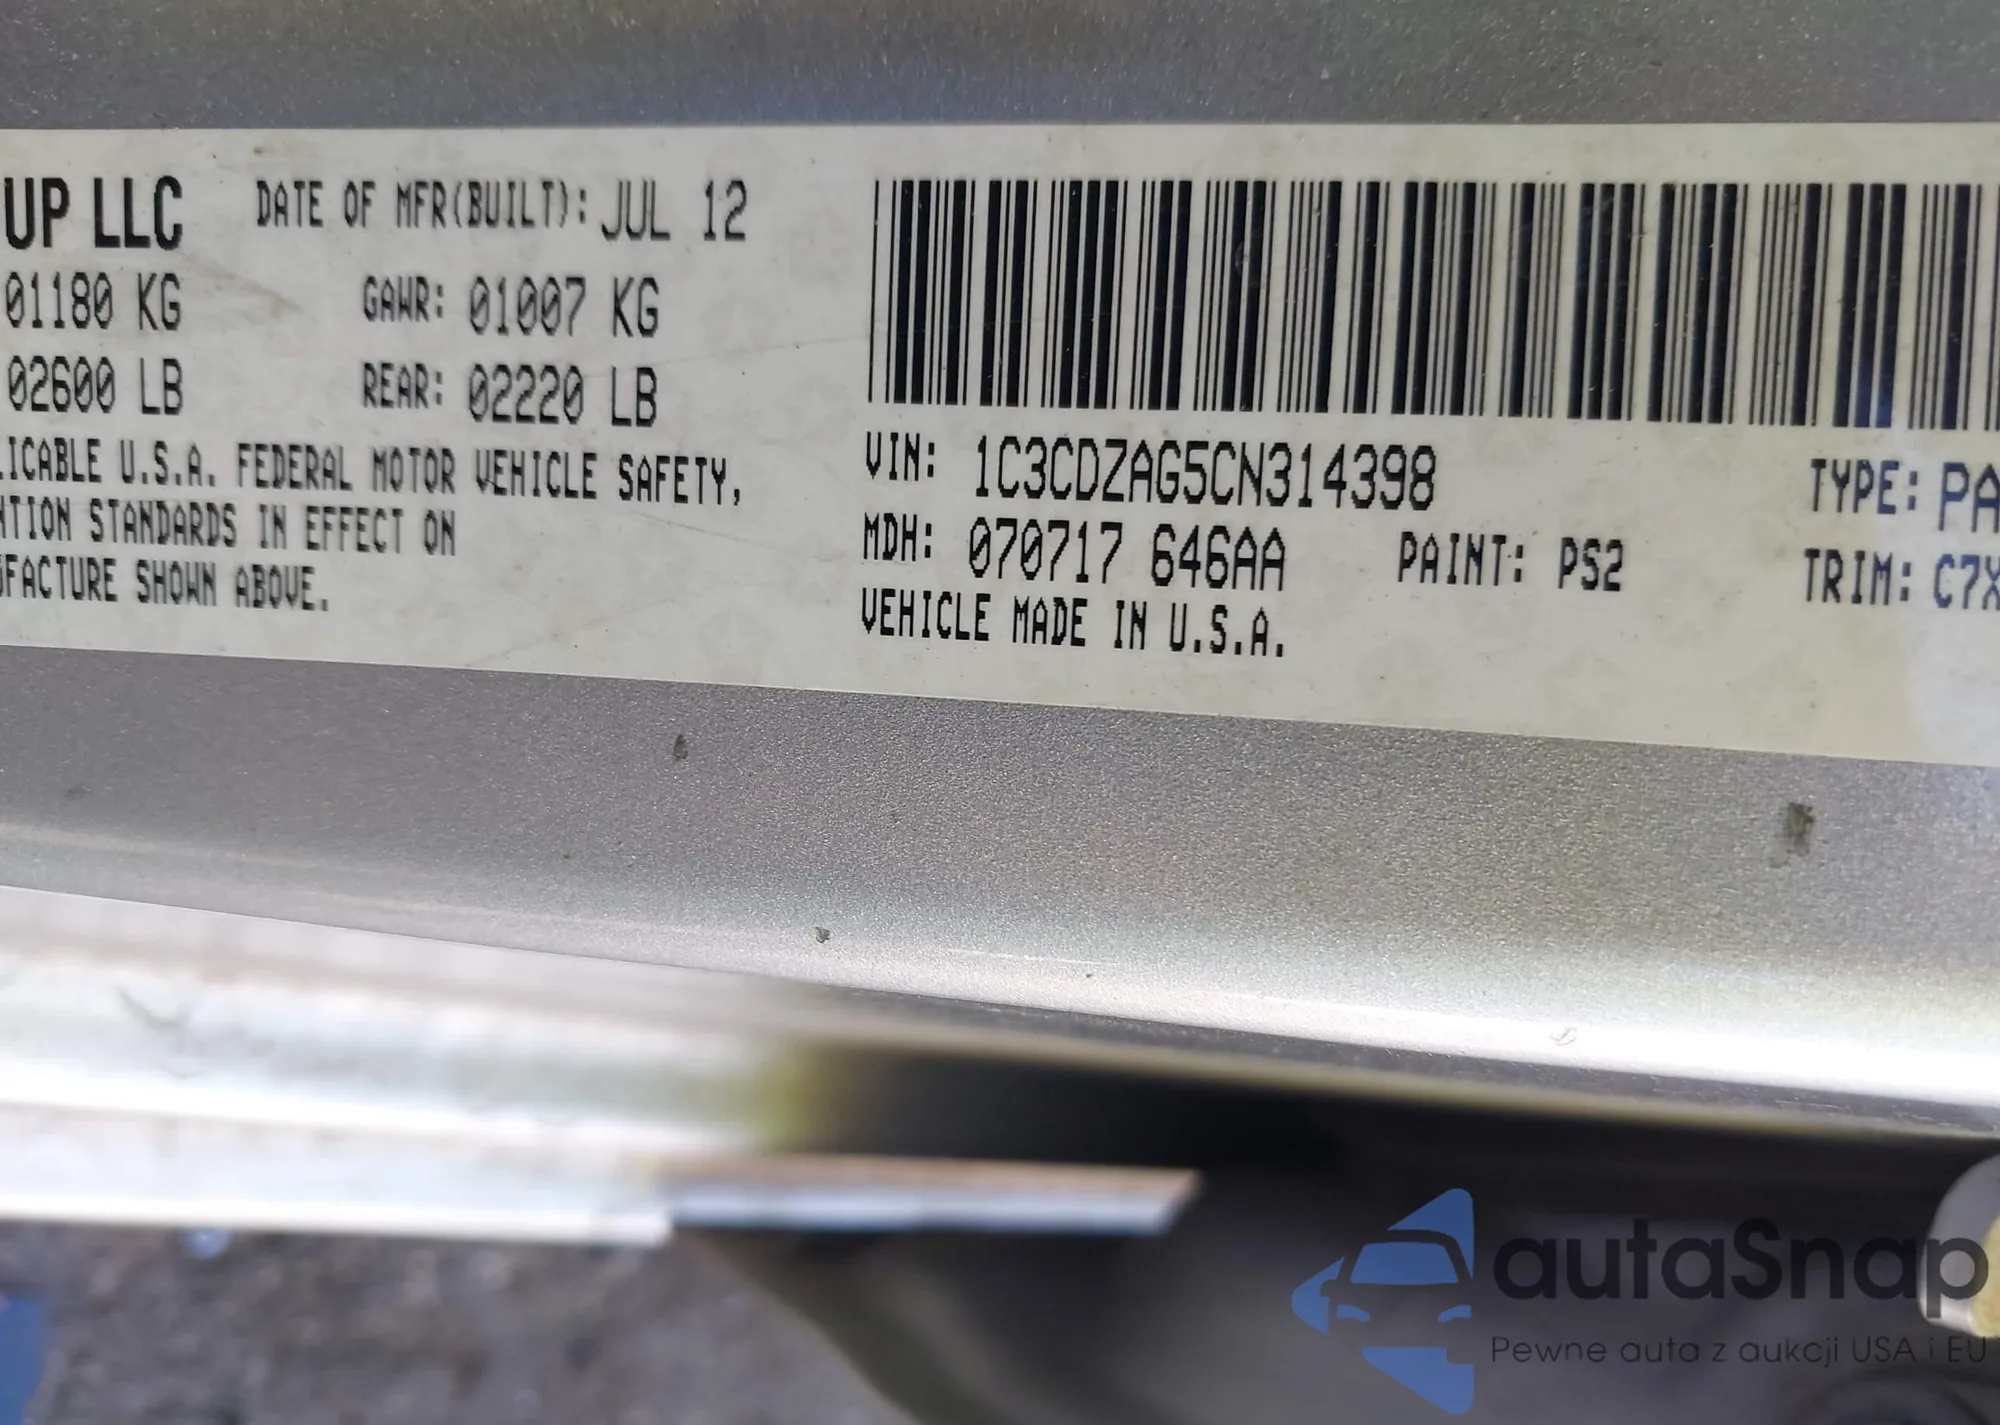 UP LLC DATE OF MFR(BUILT): JUL 12
01180 KG GAWR: 01007 KG
02600 LB REAR: 02220 LB
LICABLE U.S.A. FEDERAL MOTOR VEHICLE SAFETY,
NTION STANDARDS IN EFFECT ON
UFACTURE SHOWN ABOVE.
VIN: 1C3CDZAG5CN314398 TYPE: PA
MDH: 070717 646AA PAINT: PS2 TRIM: C7X
VEHICLE MADE IN U.S.A.
autaSnap
Pewne auta z aukcji USA i EU